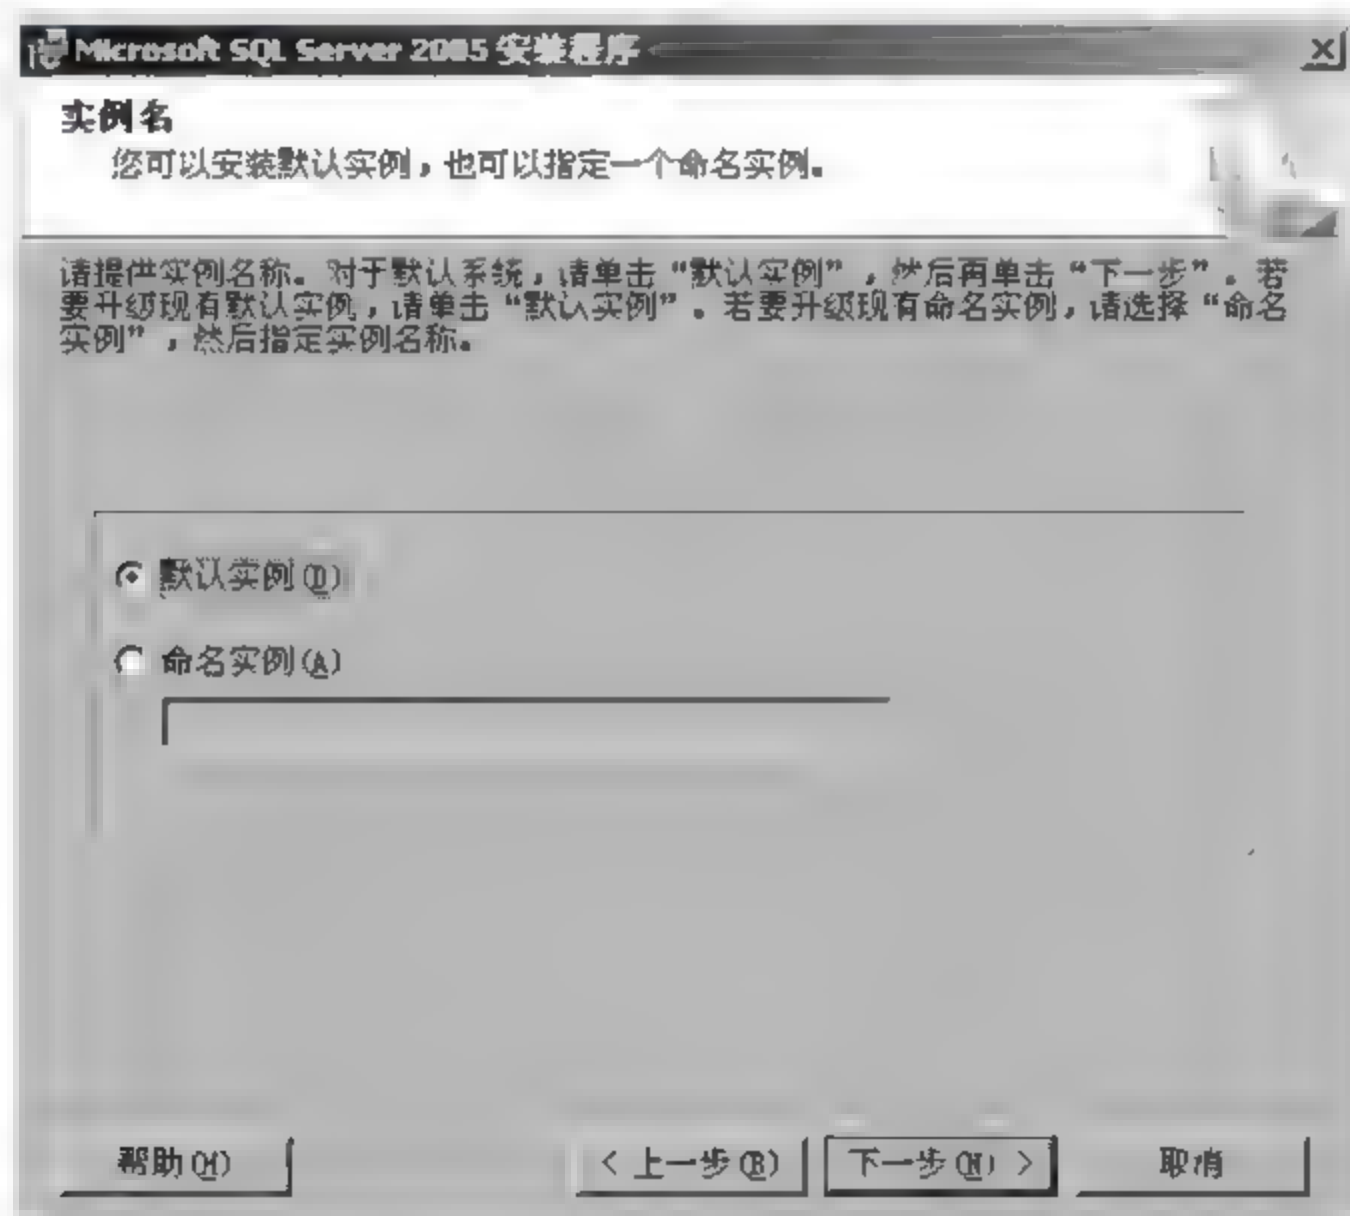 Microsoft SQL Server 2005 安装程序
实例名
您可以安装默认实例，也可以指定一个命名实例。
请提供实例名称。对于默认系统，请单击“默认实例”，然后再单击“下一步”。若
要升级现有默认实例，请单击“默认实例”。若要升级现有命名实例，请选择“命名
实例”，然后指定实例名称。
默认实例(D)
命名实例(A)
帮助(H)
< 上一步(B)
下一步(N) >
取消